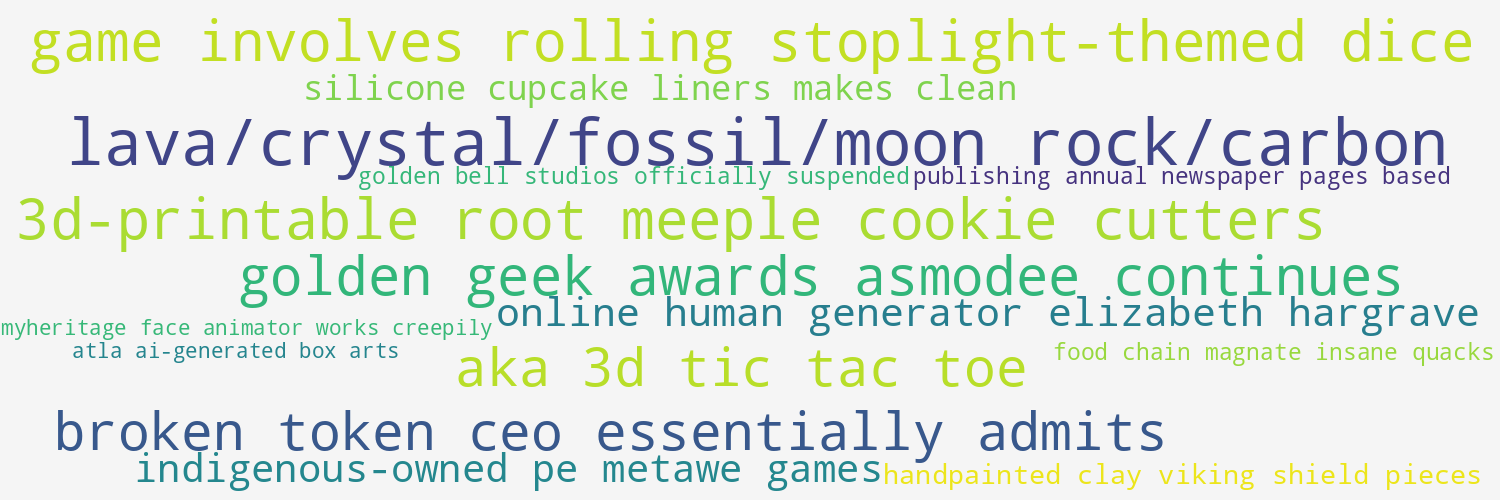 game involves rolling stoplight-themed dice
silicone cupcake liners makes clean
lava/crystal/fossil/moon rock/carbon
golden bell studios officially suspended
publishing annual newspaper pages based
3d-printable root meeple cookie cutters
golden geek awards asmodee continues
online human generator elizabeth hargrave
myheritage face animator works creepily
atla ai-generated box arts
aka 3d tic tac toe
food chain magnate insane quacks
broken token ceo essentially admits
indigenous-owned pe metawe games
handpainted clay viking shield pieces